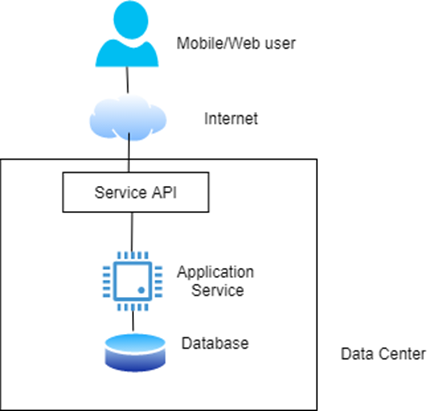 Mobile/Web user
Internet
Service API
Application
Service
Database
Data Center